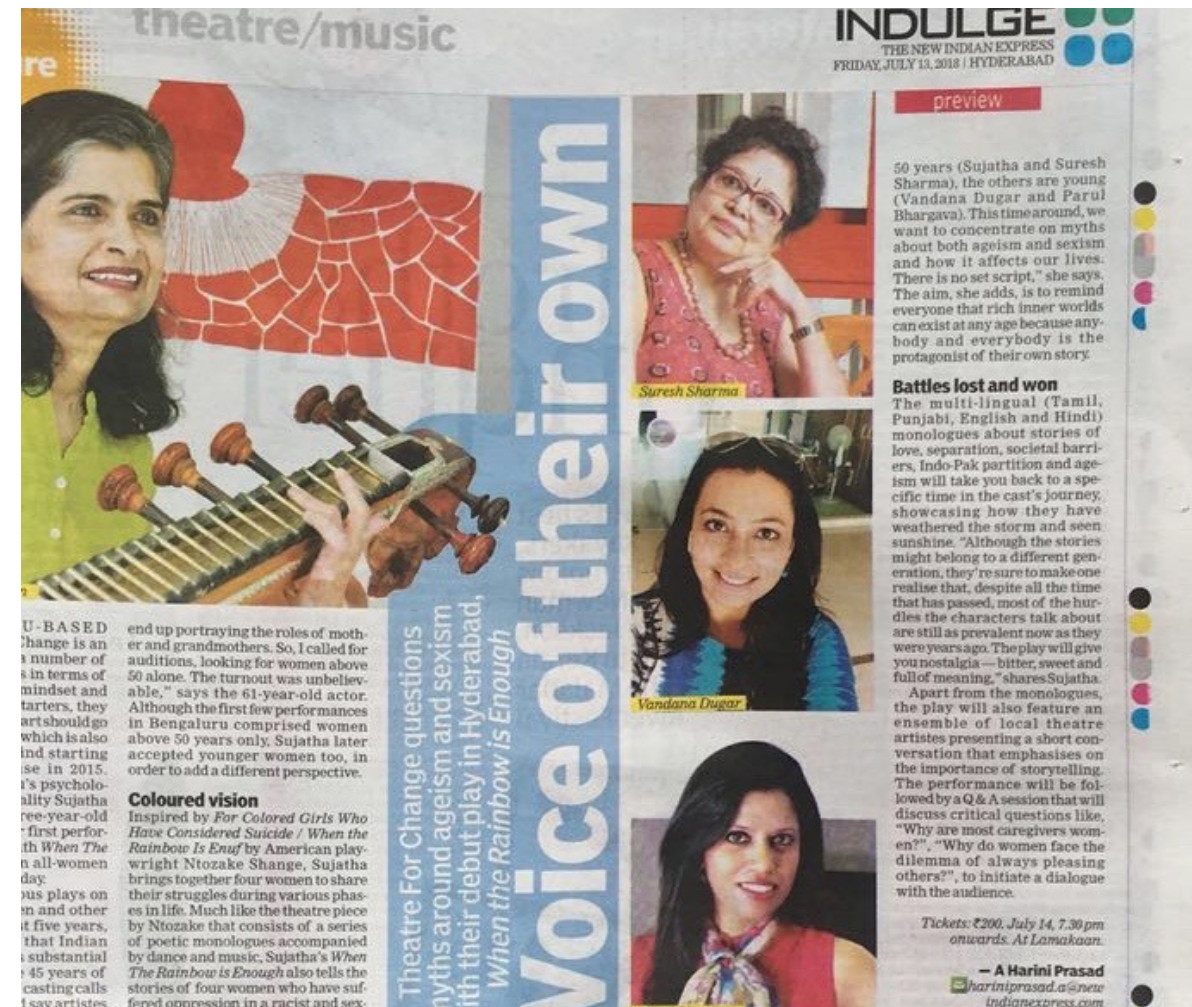 theatre/music
re
INDULGE
THE NEW INDIAN EXPRESS
FRIDAY, JULY 13, 2018 | HYDERABAD
preview
Voice of their own
Theatre For Change questions
myths around ageism and sexism
with their debut play in Hyderabad,
When the Rainbow is Enough
U-BASED
Change is an
a number of
s in terms of
mindset and
tarters, they
art should go
which is also
ind starting
se in 2015.
a's psycholo-
ality Sujatha
ree-year-old
first perfor-
th When The
n all-women
day.
ous plays on
en and other
t five years,
that Indian
substantial
45 years of
casting calls
say artistes
end up portraying the roles of moth-
er and grandmothers. So, I called for
auditions, looking for women above
50 alone. The turnout was unbeliev-
able,” says the 61-year-old actor.
Although the first few performances
in Bengaluru comprised women
above 50 years only, Sujatha later
accepted younger women too, in
order to add a different perspective.
Coloured vision
Inspired by For Colored Girls Who
Have Considered Suicide / When the
Rainbow Is Enuf by American play-
wright Ntozake Shange, Sujatha
brings together four women to share
their struggles during various phas-
es in life. Much like the theatre piece
by Ntozake that consists of a series
of poetic monologues accompanied
by dance and music, Sujatha's When
The Rainbow is Enough also tells the
stories of four women who have suf-
fered oppression in a racist and sex-
Suresh Sharma
Vandana Dugar
50 years (Sujatha and Suresh
Sharma), the others are young
(Vandana Dugar and Parul
Bhargava). This time around, we
want to concentrate on myths
about both ageism and sexism
and how it affects our lives.
There is no set script,” she says.
The aim, she adds, is to remind
everyone that rich inner worlds
can exist at any age because any-
body and everybody is the
protagonist of their own story.
Battles lost and won
The multi-lingual (Tamil,
Punjabi, English and Hindi)
monologues about stories of
love, separation, societal barri-
ers, Indo-Pak partition and age-
ism will take you back to a spe-
cific time in the cast's journey,
showcasing how they have
weathered the storm and seen
sunshine. “Although the stories
might belong to a different gen-
eration, they're sure to make one
realise that, despite all the time
that has passed, most of the hur-
dles the characters talk about
are still as prevalent now as they
were years ago. The play will give
you nostalgia — bitter, sweet and
full of meaning,” shares Sujatha.
Apart from the monologues,
the play will also feature an
ensemble of local theatre
artistes presenting a short con-
versation that emphasises on
the importance of storytelling.
The performance will be fol-
lowed by a Q & A session that will
discuss critical questions like,
“Why are most caregivers wom-
en?”, “Why do women face the
dilemma of always pleasing
others?”, to initiate a dialogue
with the audience.
Tickets: ₹200. July 14, 7.30 pm
onwards. At Lamakaan.
— A Harini Prasad
hariniprasad.a@new
indianexpress.com